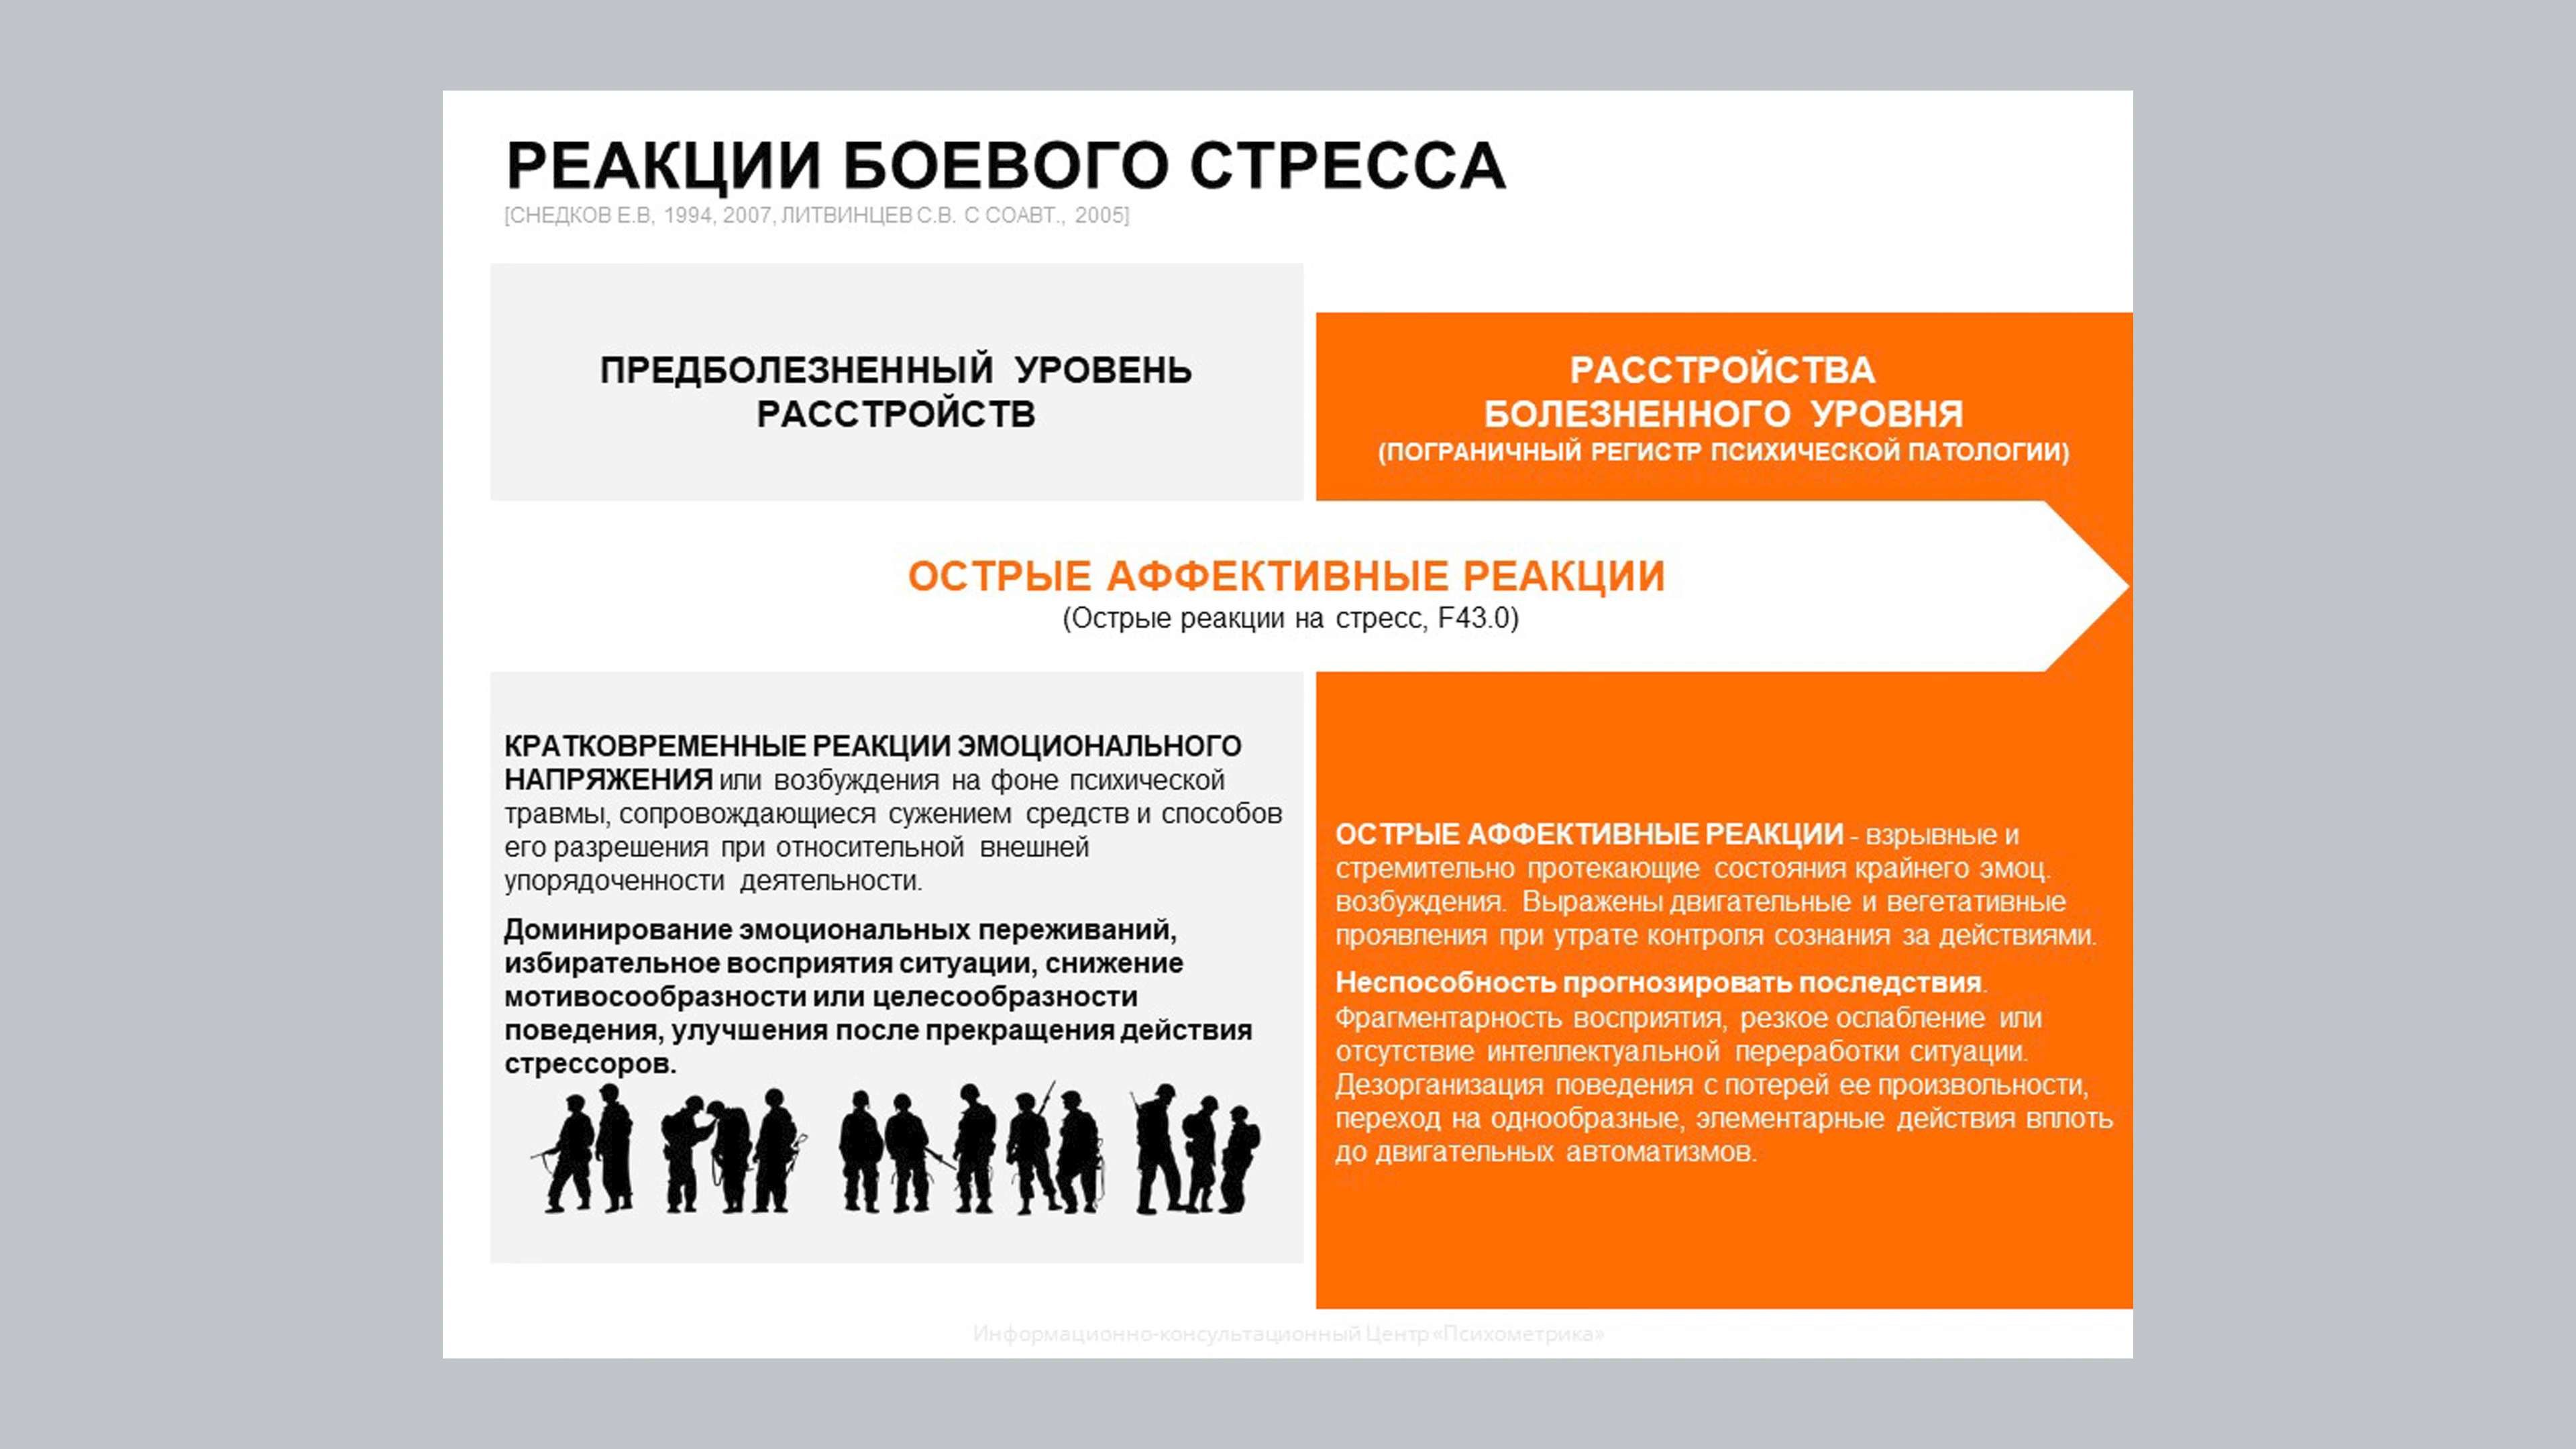 РЕАКЦИИ БОЕВОГО СТРЕССА
[СНЕДКОВ Е.В, 1994, 2007, ЛИТВИНЦЕВ С.В. С СОАВТ., 2005]
ПРЕДБОЛЕЗНЕННЫЙ УРОВЕНЬ
РАССТРОЙСТВ
РАССТРОЙСТВА
БОЛЕЗНЕННОГО УРОВНЯ
(ПОГРАНИЧНЫЙ РЕГИСТР ПСИХИЧЕСКОЙ ПАТОЛОГИИ)
ОСТРЫЕ АФФЕКТИВНЫЕ РЕАКЦИИ
(Острые реакции на стресс, F43.0)
КРАТКОВРЕМЕННЫЕ РЕАКЦИИ ЭМОЦИОНАЛЬНОГО
НАПРЯЖЕНИЯ или возбуждения на фоне психической
травмы, сопровождающиеся сужением средств и способов
его разрешения при относительной внешней
упорядоченности деятельности.
Доминирование эмоциональных переживаний,
избирательное восприятия ситуации, снижение
мотивосообразности или целесообразности
поведения, улучшения после прекращения действия
стрессоров.
ОСТРЫЕ АФФЕКТИВНЫЕ РЕАКЦИИ - взрывные и
стремительно протекающие состояния крайнего эмоц.
возбуждения. Выражены двигательные и вегетативные
проявления при утрате контроля сознания за действиями.
Неспособность прогнозировать последствия.
Фрагментарность восприятия, резкое ослабление или
отсутствие интеллектуальной переработки ситуации.
Дезорганизация поведения с потерей ее произвольности,
переход на однообразные, элементарные действия вплоть
до двигательных автоматизмов.
Информационно-консультационный Центр «Психометрика»